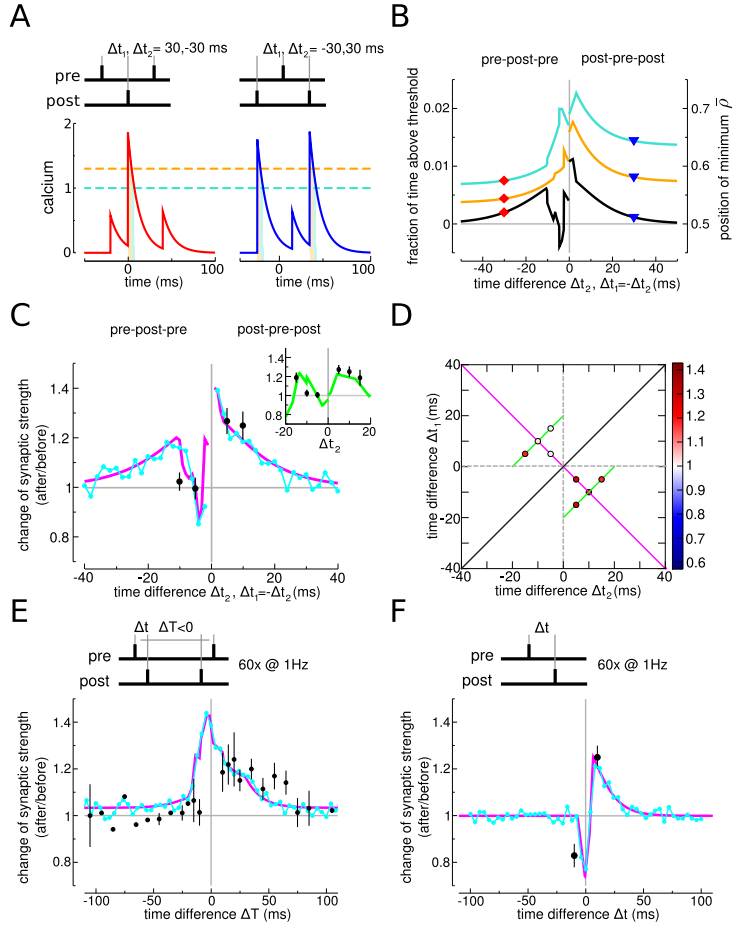 A
Δt₁, Δt₂= 30,-30 ms
Δt₁, Δt₂= -30,30 ms
pre
post
calcium
2
1
0
0
100
0
100
time (ms)
time (ms)
B
pre-post-pre
post-pre-post
fraction of time above threshold
0.02
0.01
0
0.7
0.6
0.5
position of minimum ρ̅
-40
-20
0
20
40
time difference Δt₂, Δt₁=-Δt₂(ms)
C
pre-post-pre
post-pre-post
change of synaptic strength
(after/before)
1.4
1.2
1
0.8
-40
-20
0
20
40
time difference Δt₂, Δt₁=-Δt₂(ms)
1.4
1.2
1
0.8
-20
0
20
Δt₂
D
time difference Δt₁(ms)
40
20
0
-20
-40
-40
-20
0
20
40
time difference Δt₂(ms)
1.4
1.3
1.2
1.1
1.0
0.9
0.8
0.7
0.6
E
Δt
ΔT<0
pre
post
60x @ 1Hz
change of synaptic strength
(after/before)
1.4
1.2
1
0.8
-100
-50
0
50
100
time difference ΔT (ms)
F
Δt
pre
post
60x @ 1Hz
change of synaptic strength
(after/before)
1.4
1.2
1
0.8
-100
-50
0
50
100
time difference Δt (ms)